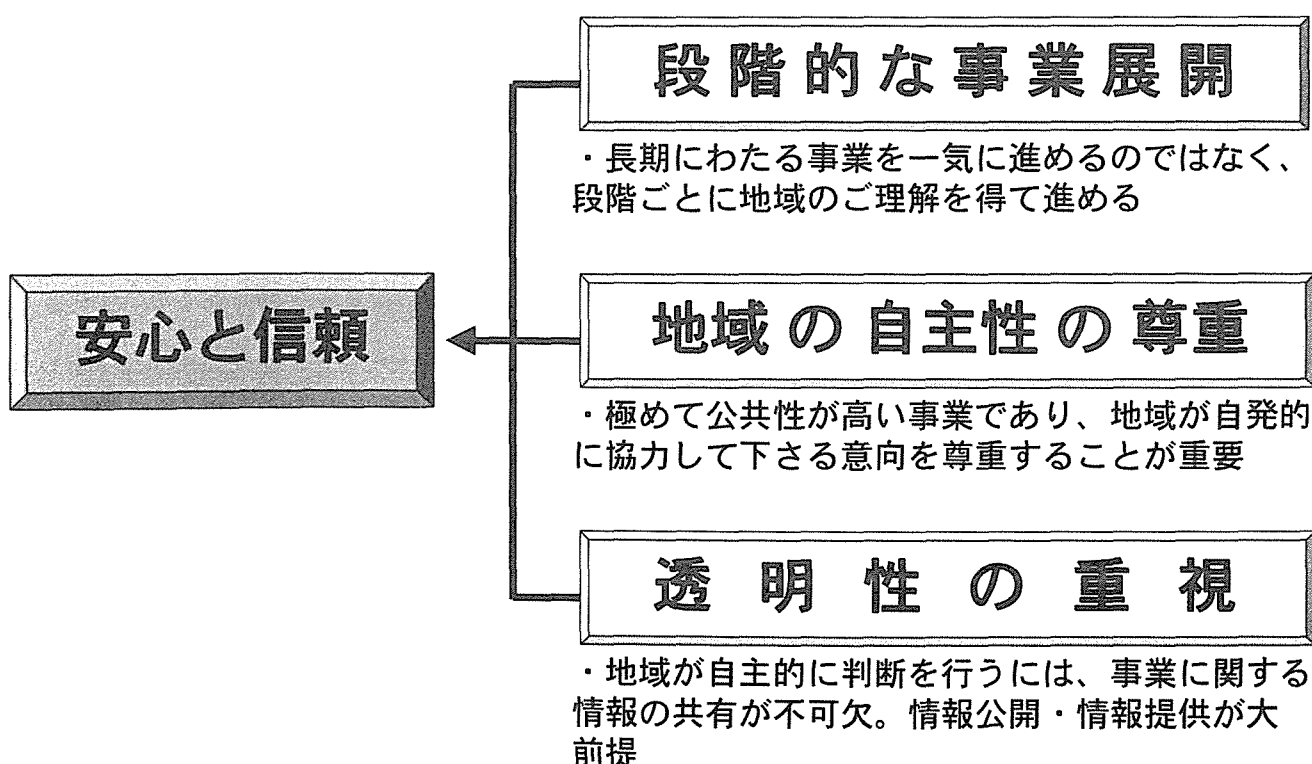 段階的な事業展開
・長期にわたる事業を一気に進めるのではなく、
段階ごとに地域のご理解を得て進める
安心と信頼
地域の自主性の尊重
・極めて公共性が高い事業であり、地域が自発的
に協力して下さる意向を尊重することが重要
透明性の重視
・地域が自主的に判断を行うには、事業に関する
情報の共有が不可欠。情報公開・情報提供が大
前提